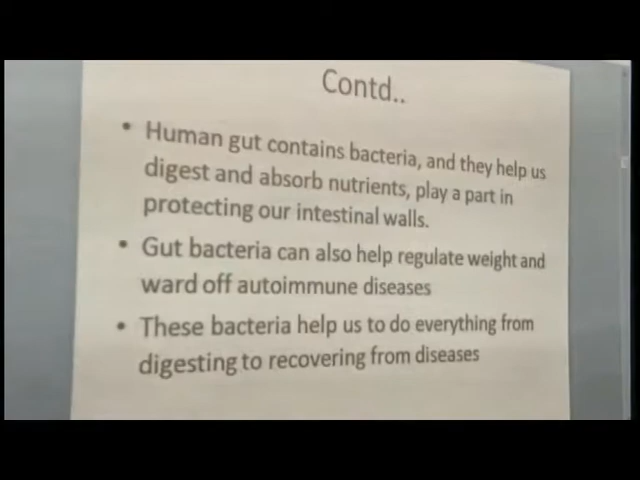 Contd..
• Human gut contains bacteria, and they help us
digest and absorb nutrients, play a part in
protecting our intestinal walls.
• Gut bacteria can also help regulate weight and
ward off autoimmune diseases
• These bacteria help us to do everything from
digesting to recovering from diseases